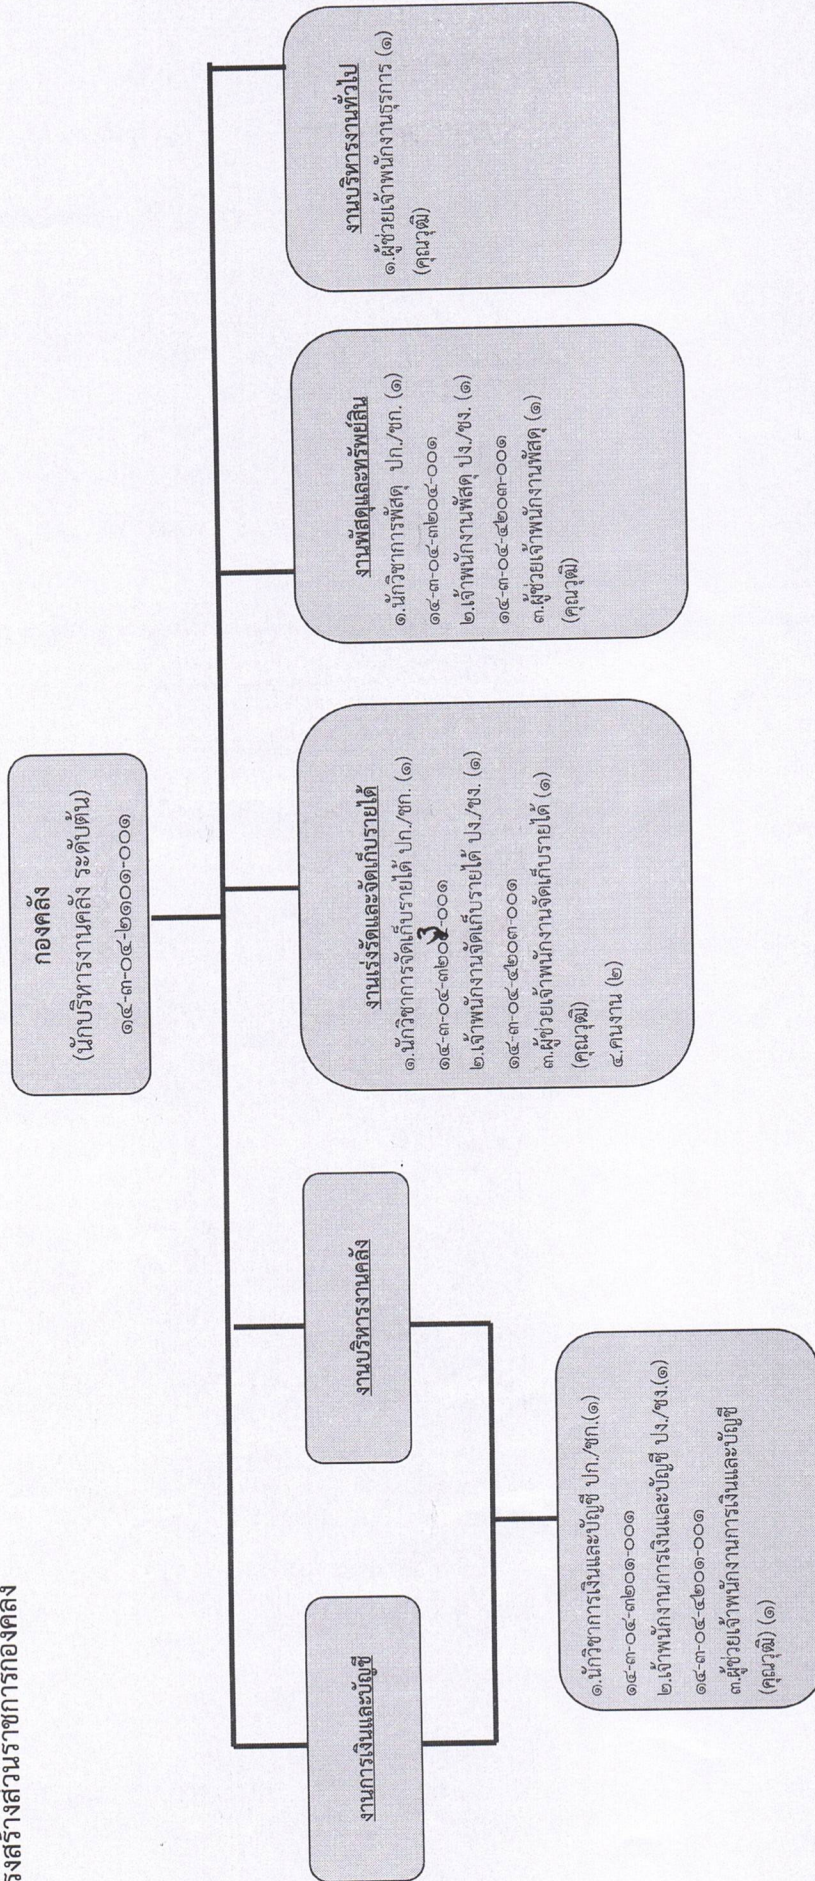 รงสร้างส่วนราชการกองคลัง
กองคลัง
(นักบริหารงานคลัง ระดับต้น)
๑๔-๓-๐๔-๒๑๐๑-๐๐๑
งานการเงินและบัญชี
งานบริหารงานคลัง
๑.นักวิชาการเงินและบัญชี ปก./ชก.(๑)
๑๔-๓-๐๔-๓๒๐๑-๐๐๑
๒.เจ้าพนักงานการเงินและบัญชี ปง./ชง.(๑)
๑๔-๓-๐๔-๔๒๐๑-๐๐๑
๓.ผู้ช่วยเจ้าพนักงานการเงินและบัญชี
(คุณวุฒิ) (๑)
งานเร่งรัดและจัดเก็บรายได้
๑.นักวิชาการจัดเก็บรายได้ ปก./ชก. (๑)
๑๔-๓-๐๔-๓๒๐๓-๐๐๑
๒.เจ้าพนักงานจัดเก็บรายได้ ปง./ชง. (๑)
๑๔-๓-๐๔-๔๒๐๓-๐๐๑
๓.ผู้ช่วยเจ้าพนักงานจัดเก็บรายได้ (๑)
(คุณวุฒิ)
๔.คนงาน (๒)
งานพัสดุและทรัพย์สิน
๑.นักวิชาการพัสดุ ปก./ชก. (๑)
๑๔-๓-๐๔-๓๒๐๔-๐๐๑
๒.เจ้าพนักงานพัสดุ ปง./ชง. (๑)
๑๔-๓-๐๔-๔๒๐๓-๐๐๑
๓.ผู้ช่วยเจ้าพนักงานพัสดุ (๑)
(คุณวุฒิ)
งานบริหารงานทั่วไป
๑.ผู้ช่วยเจ้าพนักงานธุรการ (๑)
(คุณวุฒิ)